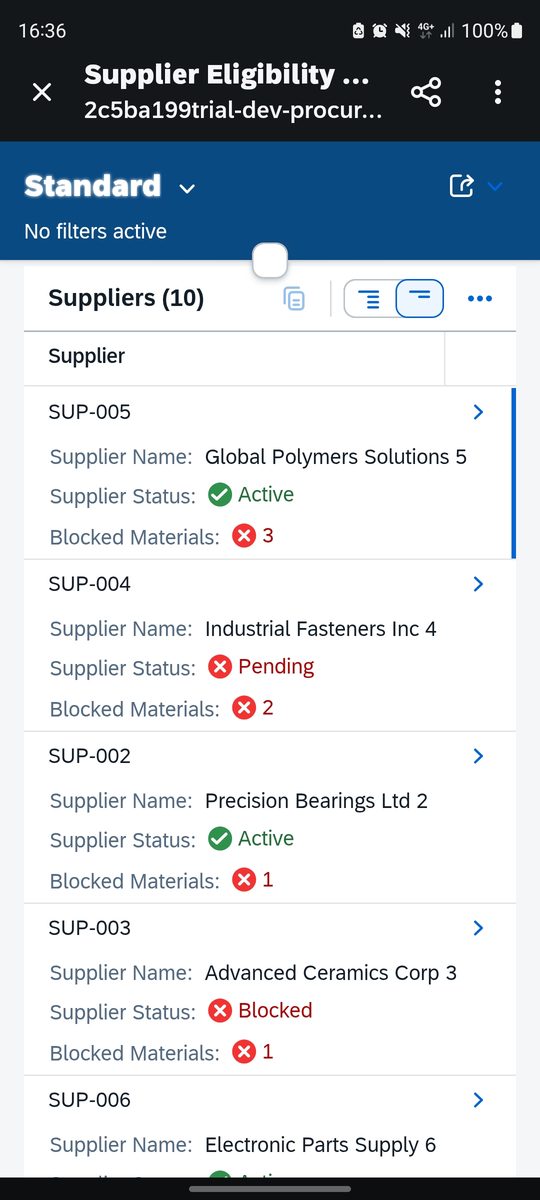 16:36
4G+
100%
Supplier Eligibility ...
2c5ba199trial-dev-procur...
Standard
No filters active
Suppliers (10)
Supplier
SUP-005
Supplier Name: Global Polymers Solutions 5
Supplier Status: Active
Blocked Materials: 3
SUP-004
Supplier Name: Industrial Fasteners Inc 4
Supplier Status: Pending
Blocked Materials: 2
SUP-002
Supplier Name: Precision Bearings Ltd 2
Supplier Status: Active
Blocked Materials: 1
SUP-003
Supplier Name: Advanced Ceramics Corp 3
Supplier Status: Blocked
Blocked Materials: 1
SUP-006
Supplier Name: Electronic Parts Supply 6